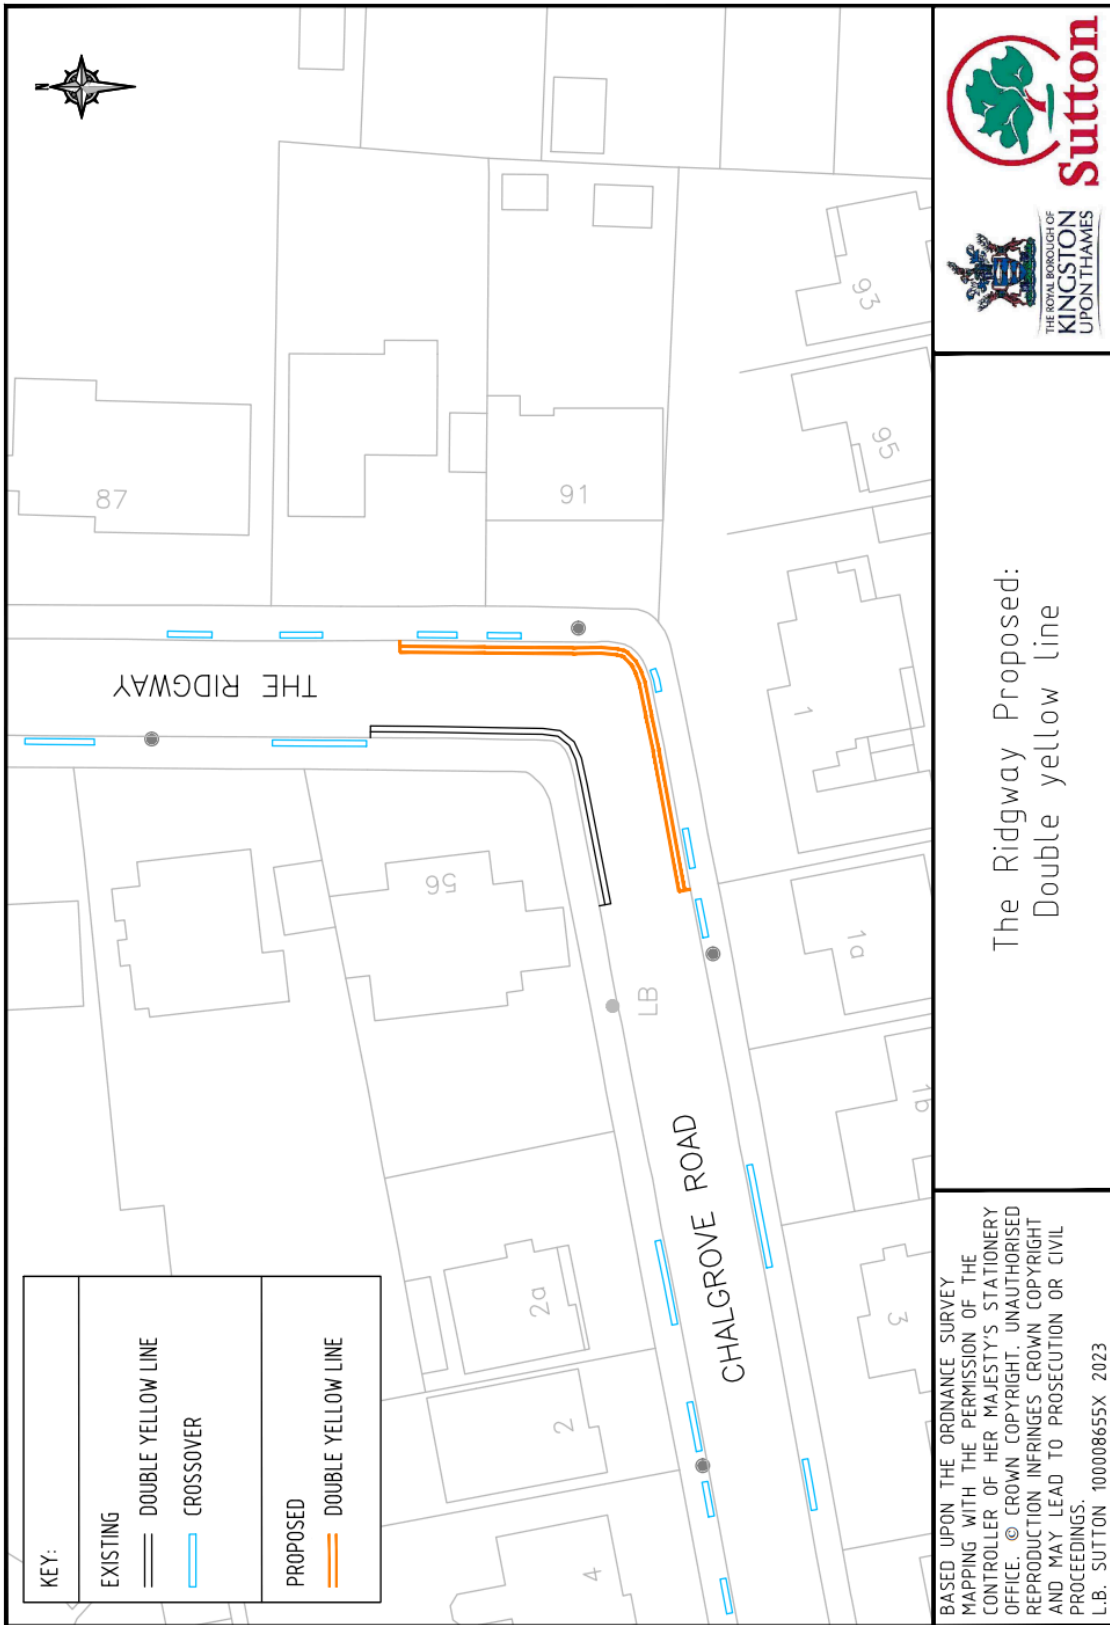 KEY:
EXISTING
DOUBLE YELLOW LINE
CROSSOVER
PROPOSED
DOUBLE YELLOW LINE
N
THE RIDGWAY
CHALGROVE ROAD
LB
87
91
93
95
56
1
1a
1b
2a
2
3
4
BASED UPON THE ORDNANCE SURVEY
MAPPING WITH THE PERMISSION OF THE
CONTROLLER OF HER MAJESTY'S STATIONERY
OFFICE. © CROWN COPYRIGHT. UNAUTHORISED
REPRODUCTION INFRINGES CROWN COPYRIGHT
AND MAY LEAD TO PROSECUTION OR CIVIL
PROCEEDINGS.
L.B. SUTTON 100008655X 2023
The Ridgway Proposed:
Double yellow line
THE ROYAL BOROUGH OF
KINGSTON
UPON THAMES
Sutton